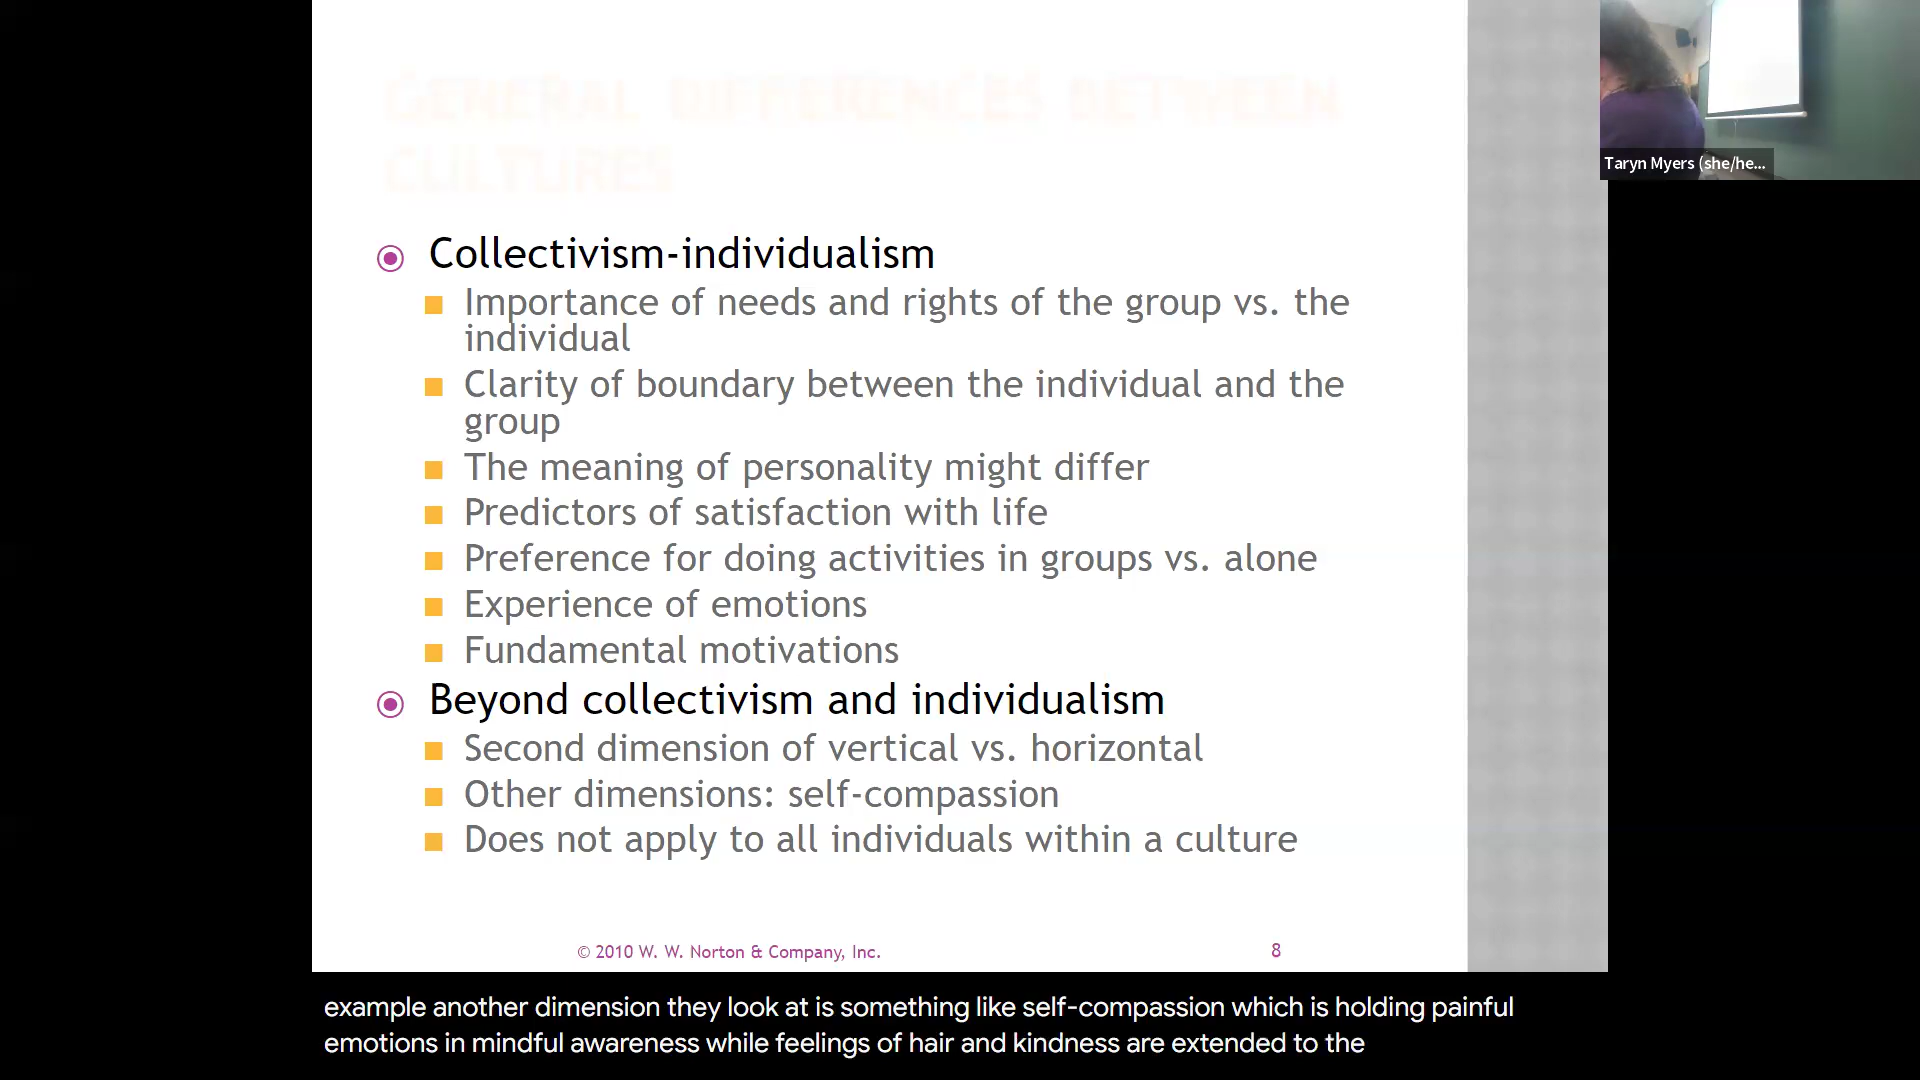 GENERAL DIFFERENCES BETWEEN
CULTURES
Collectivism-individualism
Importance of needs and rights of the group vs. the
individual
Clarity of boundary between the individual and the
group
The meaning of personality might differ
Predictors of satisfaction with life
Preference for doing activities in groups vs. alone
Experience of emotions
Fundamental motivations
Beyond collectivism and individualism
Second dimension of vertical vs. horizontal
Other dimensions: self-compassion
Does not apply to all individuals within a culture
© 2010 W. W. Norton & Company, Inc.
8
Taryn Myers (she/he...
example another dimension they look at is something like self-compassion which is holding painful
emotions in mindful awareness while feelings of hair and kindness are extended to the